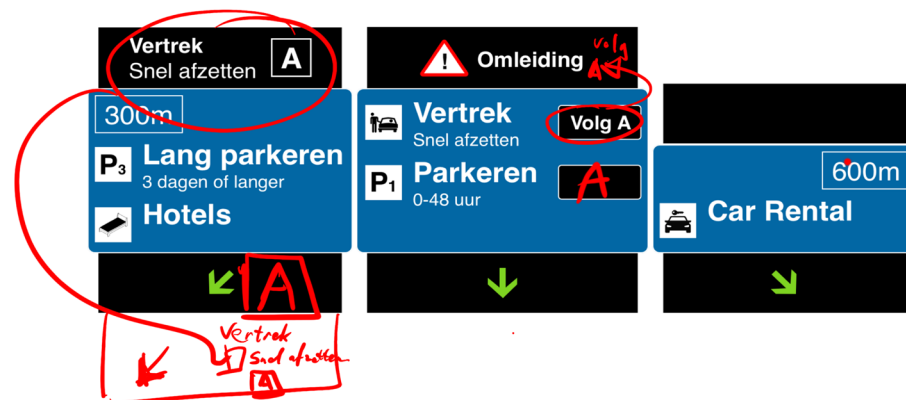 Vertrek
Snel afzetten
A
300m
P3 Lang parkeren
3 dagen of langer
Hotels
A
Vertrek
Snel afzetten
A
! Omleiding volg
A
Vertrek
Snel afzetten
Volg A
P1 Parkeren
0-48 uur
A
600m
Car Rental